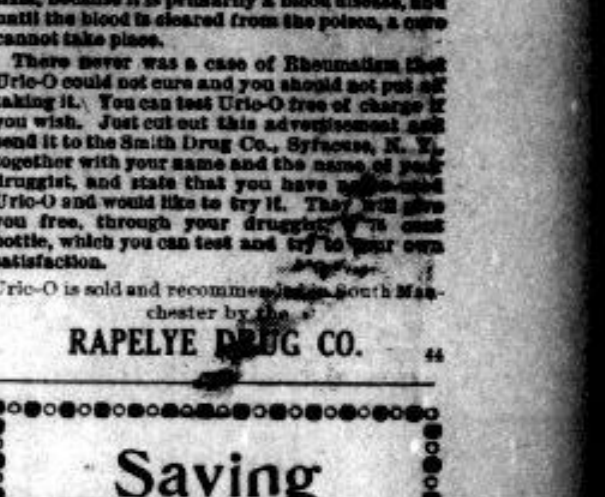 until the blood is cleared from the poison, a cure
cannot take place.
There never was a case of Rheumatism that
Uric-O could not cure and you should not put off
taking it. You can test Uric-O free of charge if
you wish. Just cut out this advertisement and
send it to the Smith Drug Co., Syracuse, N. Y.,
together with your name and the name of your
druggist, and state that you have
Uric-O and would like to try it. They will give
you free, through your druggist, cent
bottle, which you can test and try to your own
satisfaction.
Uric-O is sold and recommended in South Man-
chester by the
RAPELYE DRUG CO.
44
Saving